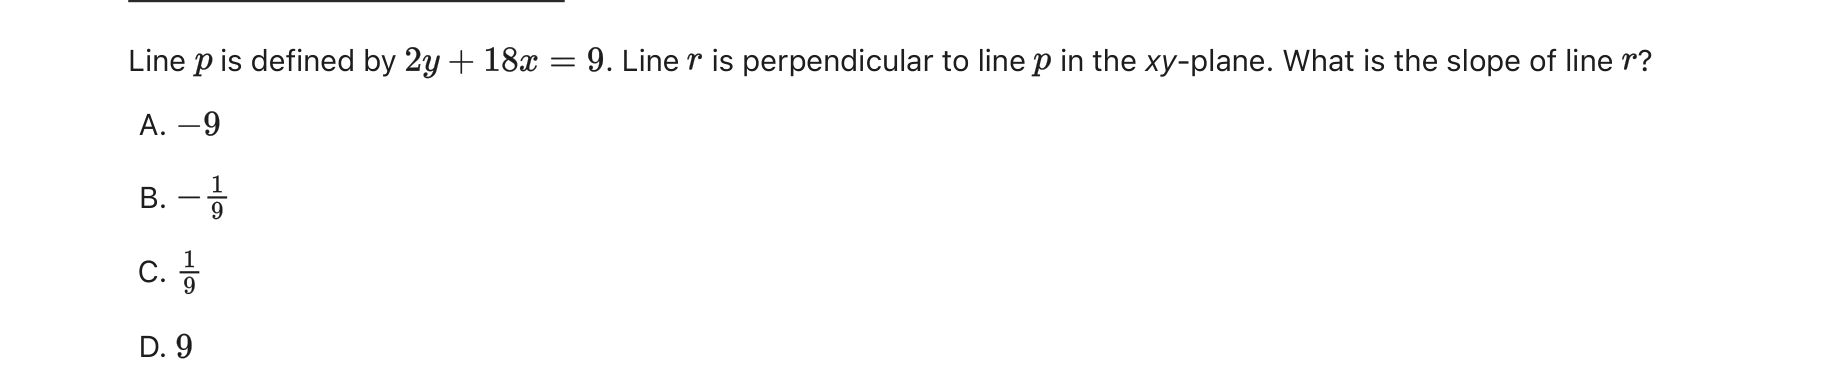 Line p is defined by 2y + 18x = 9. Line r is perpendicular to line p in the xy-plane. What is the slope of line r?
A. −9
B. −1/9
C. 1/9
D. 9